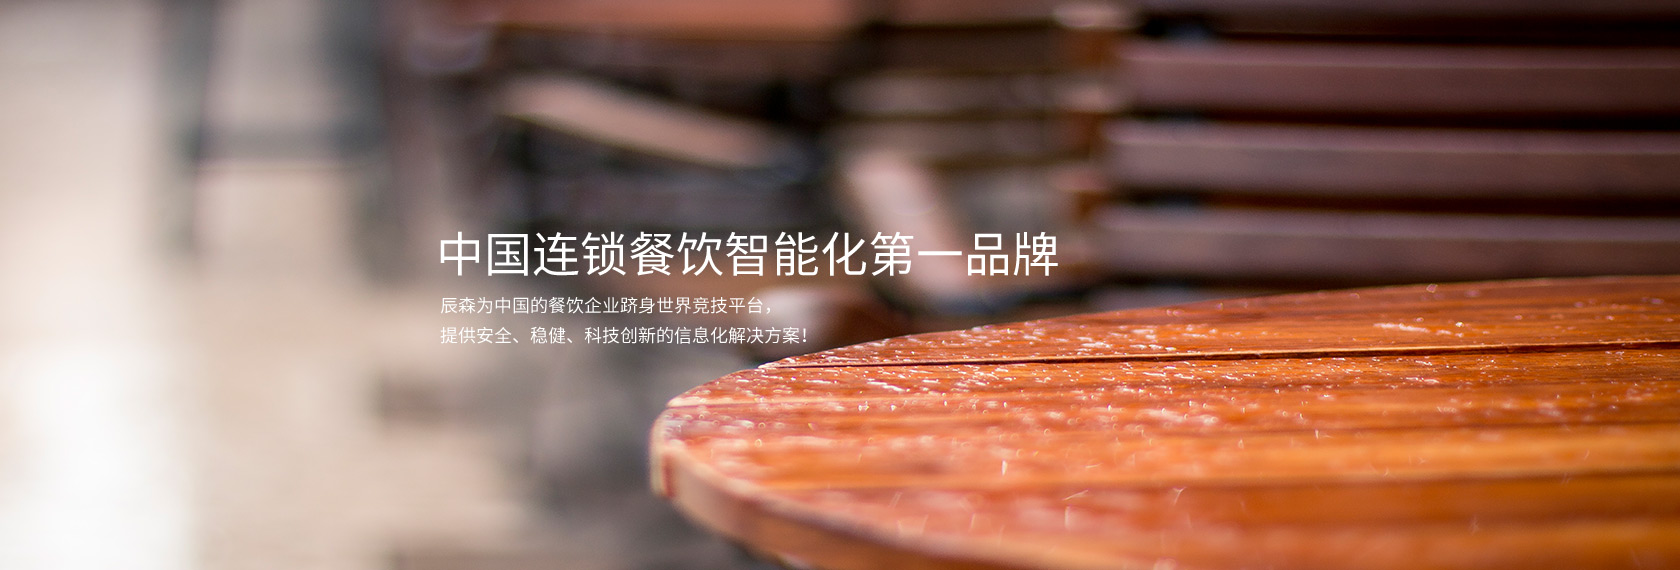 中国连锁餐饮智能化第一品牌
辰森为中国的餐饮企业跻身世界竞技平台，
提供安全、稳健、科技创新的信息化解决方案！